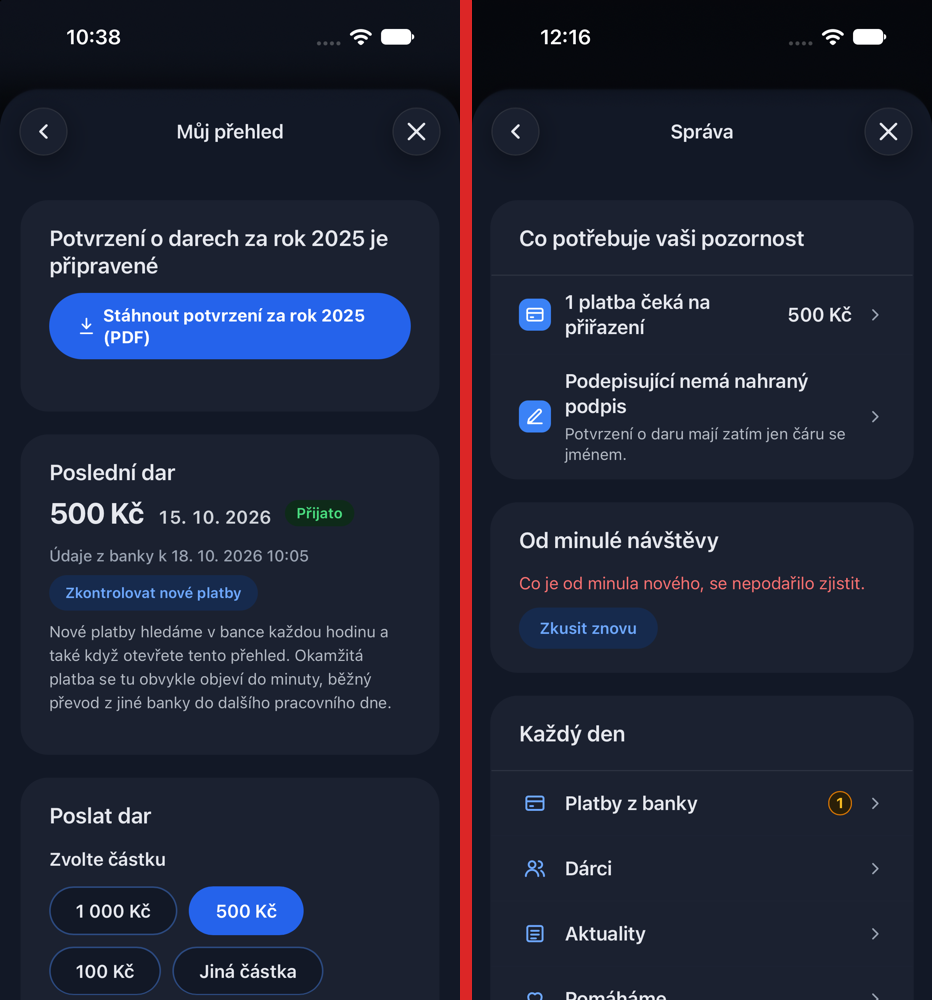 10:38
Můj přehled
Potvrzení o darech za rok 2025 je
připravené
Stáhnout potvrzení za rok 2025
(PDF)
Poslední dar
500 Kč 15. 10. 2026 Přijato
Údaje z banky k 18. 10. 2026 10:05
Zkontrolovat nové platby
Nové platby hledáme v bance každou hodinu a
také když otevřete tento přehled. Okamžitá
platba se tu obvykle objeví do minuty, běžný
převod z jiné banky do dalšího pracovního dne.
Poslat dar
Zvolte částku
1 000 Kč 500 Kč
100 Kč Jiná částka
12:16
Správa
Co potřebuje vaši pozornost
1 platba čeká na
přiřazení
500 Kč
Podepisující nemá nahraný
podpis
Potvrzení o daru mají zatím jen čáru se
jménem.
Od minulé návštěvy
Co je od minula nového, se nepodařilo zjistit.
Zkusit znovu
Každý den
Platby z banky 1
Dárci
Aktuality
Pomáháme